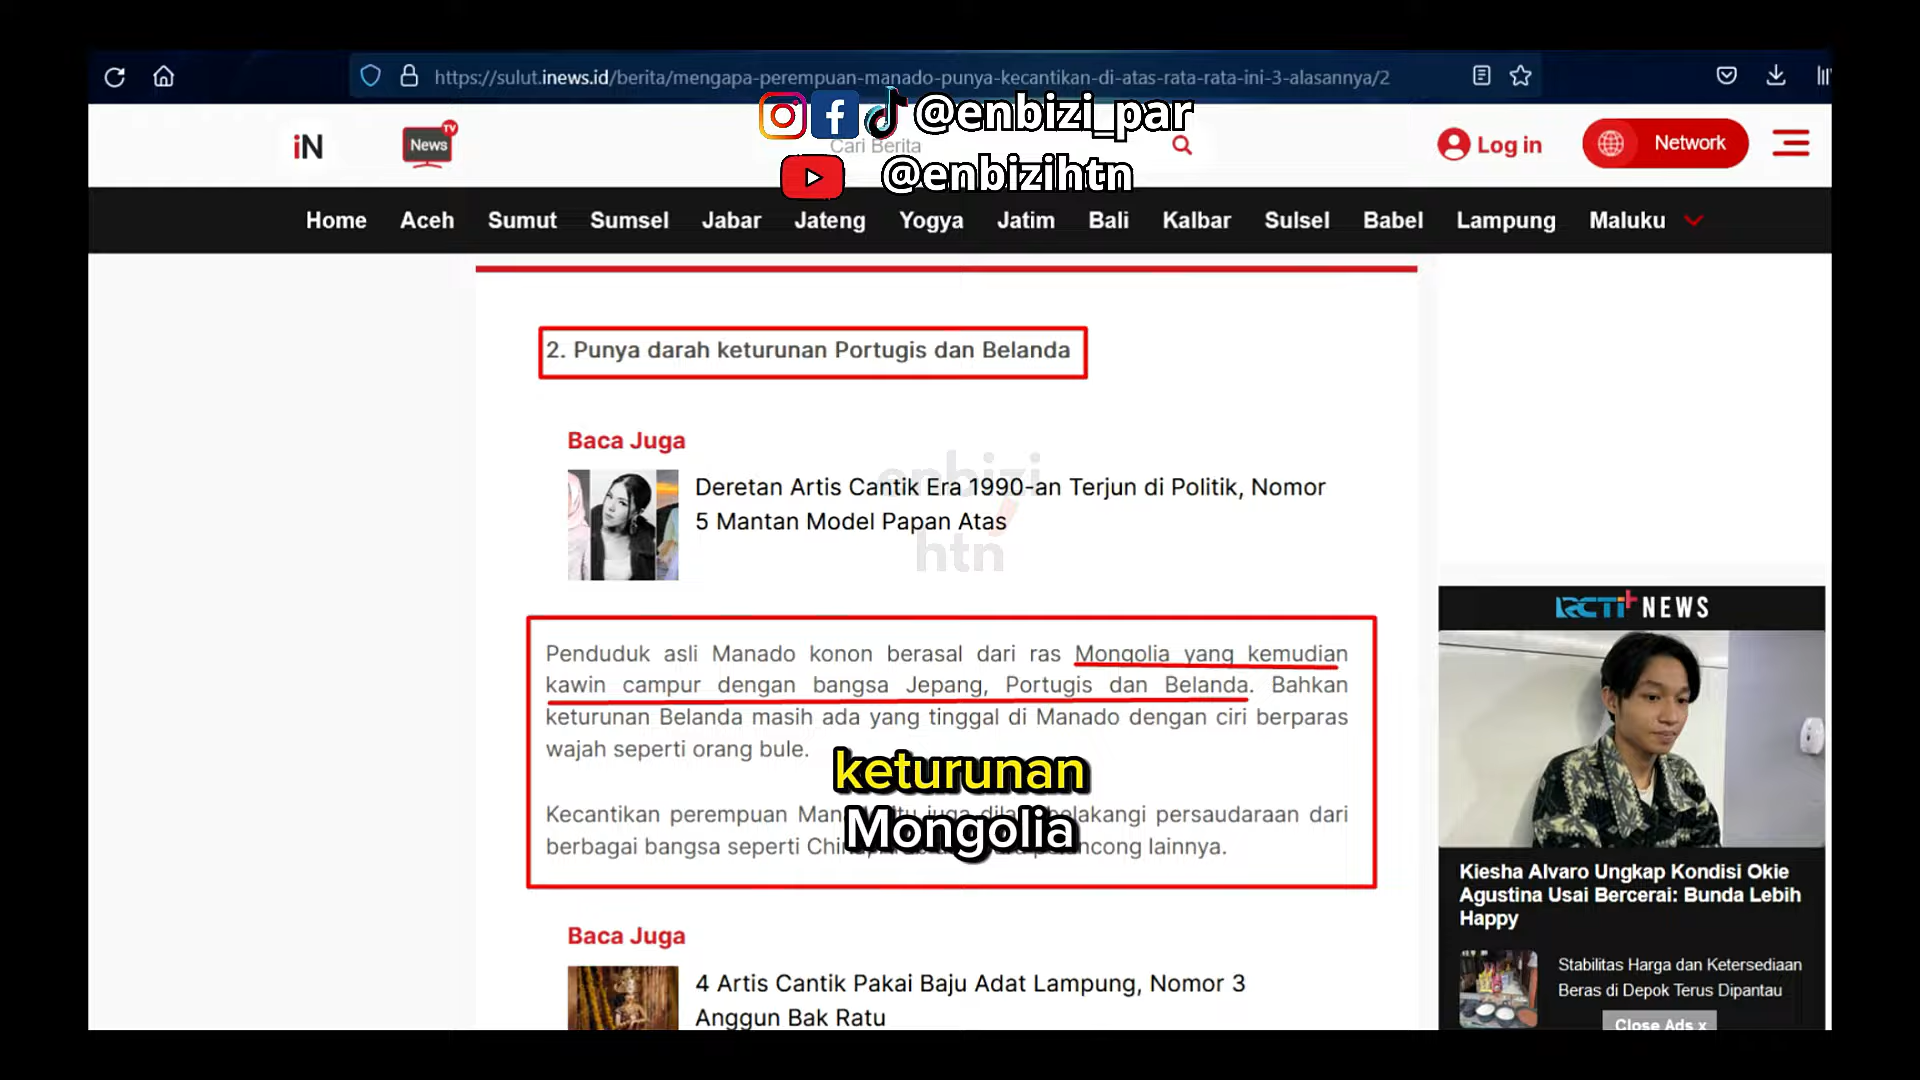 https://sulut.inews.id/berita/mengapa-perempuan-manado-punya-kecantikan-di-atas-rata-rata-ini-3-alasannya/2
@enbizi_par
@enbizihtn
iN
News
TV
Cari Berita
Log in
Network
Home Aceh Sumut Sumsel Jabar Jateng Yogya Jatim Bali Kalbar Sulsel Babel Lampung Maluku
2. Punya darah keturunan Portugis dan Belanda
Baca Juga
Deretan Artis Cantik Era 1990-an Terjun di Politik, Nomor
5 Mantan Model Papan Atas
enbizi
htn
Penduduk asli Manado konon berasal dari ras Mongolia yang kemudian
kawin campur dengan bangsa Jepang, Portugis dan Belanda. Bahkan
keturunan Belanda masih ada yang tinggal di Manado dengan ciri berparas
wajah seperti orang bule.
keturunan
Mongolia
Kecantikan perempuan juga persaudaraan dari
berbagai bangsa seperti lainnya.
Baca Juga
4 Artis Cantik Pakai Baju Adat Lampung, Nomor 3
Anggun Bak Ratu
RCTI+ NEWS
Kiesha Alvaro Ungkap Kondisi Okie
Agustina Usai Bercerai: Bunda Lebih
Happy
Stabilitas Harga dan Ketersediaan
Beras di Depok Terus Dipantau
Close Ads x